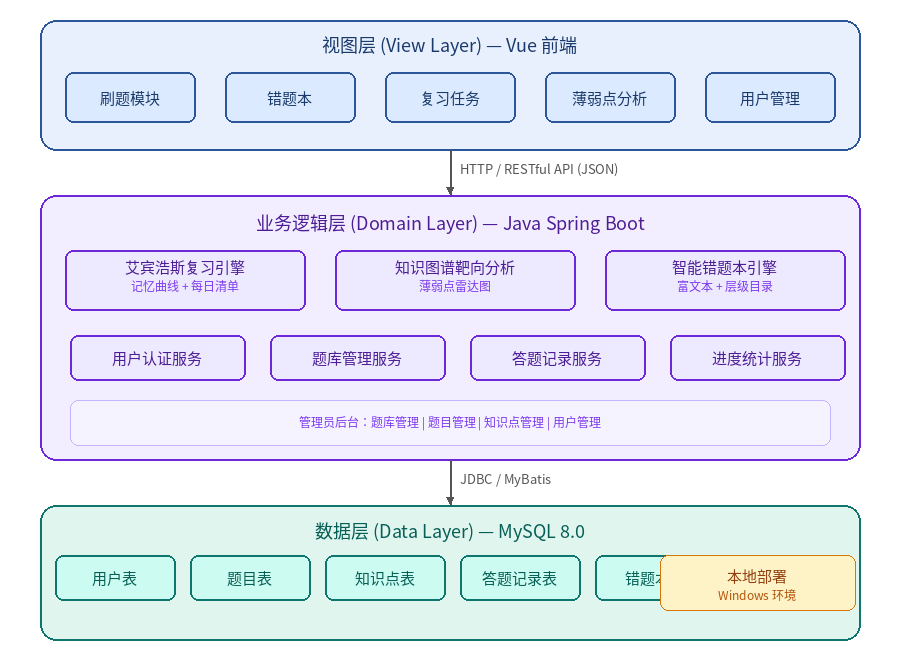 视图层 (View Layer) — Vue 前端
刷题模块
错题本
复习任务
薄弱点分析
用户管理
HTTP / RESTful API (JSON)
业务逻辑层 (Domain Layer) — Java Spring Boot
艾宾浩斯复习引擎
记忆曲线 + 每日清单
知识图谱靶向分析
薄弱点雷达图
智能错题本引擎
富文本 + 层级目录
用户认证服务
题库管理服务
答题记录服务
进度统计服务
管理员后台：题库管理 | 题目管理 | 知识点管理 | 用户管理
JDBC / MyBatis
数据层 (Data Layer) — MySQL 8.0
用户表
题目表
知识点表
答题记录表
错题
本地部署
Windows 环境